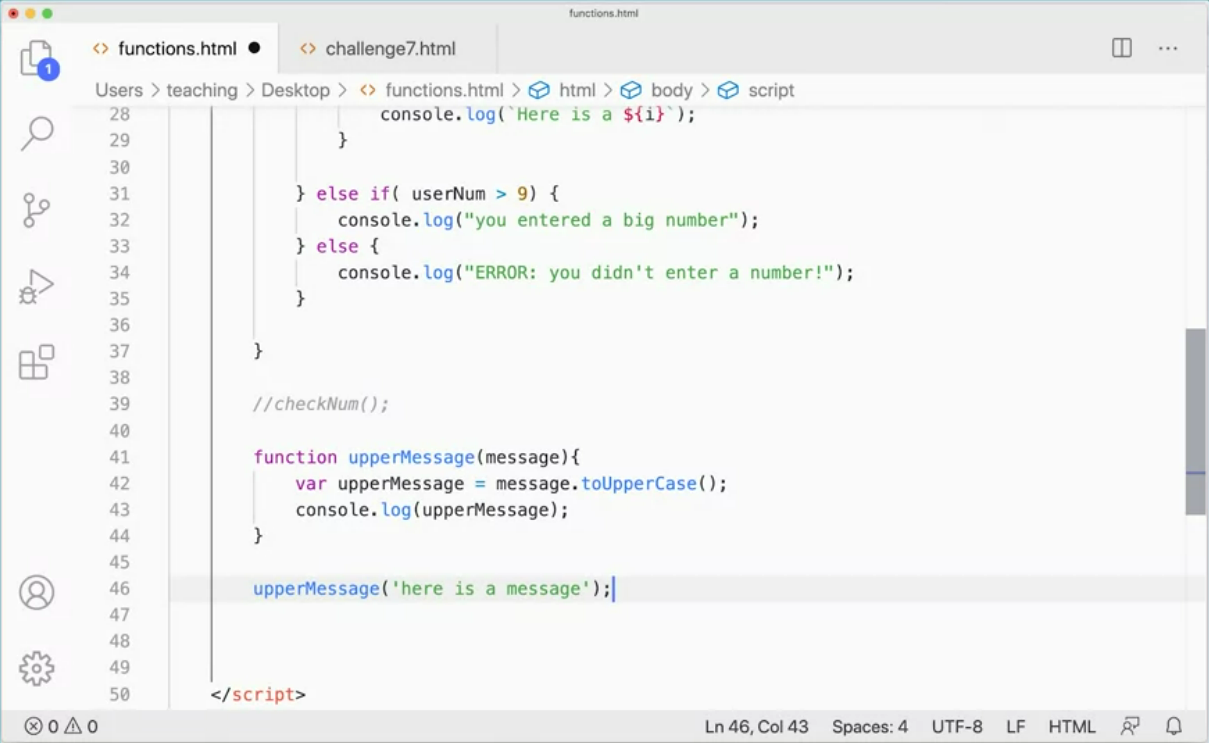 functions.html
functions.html challenge7.html
1
Users teaching Desktop functions.html html body script
28 console.log(`Here is a ${i}`);
29 }
30
31 } else if( userNum > 9) {
32 console.log("you entered a big number");
33 } else {
34 console.log("ERROR: you didn't enter a number!");
35 }
36
37 }
38
39 //checkNum();
40
41 function upperMessage(message){
42 var upperMessage = message.toUpperCase();
43 console.log(upperMessage);
44 }
45
46 upperMessage('here is a message');
47
48
49
50 </script>
0 0 Ln 46, Col 43 Spaces: 4 UTF-8 LF HTML